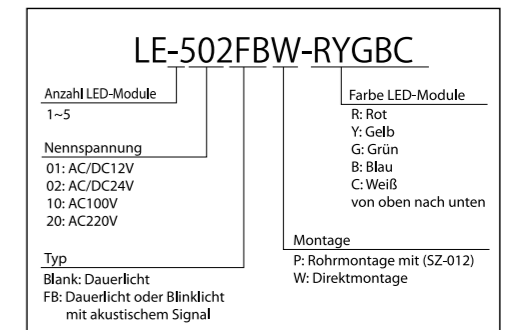 LE-502FBW-RYGBC
Anzahl LED-Module
1~5
Nennspannung
01: AC/DC12V
02: AC/DC24V
10: AC100V
20: AC220V
Typ
Blank: Dauerlicht
FB: Dauerlicht oder Blinklicht
mit akustischem Signal
Farbe LED-Module
R: Rot
Y: Gelb
G: Grün
B: Blau
C: Weiß
von oben nach unten
Montage
P: Rohrmontage mit (SZ-012)
W: Direktmontage